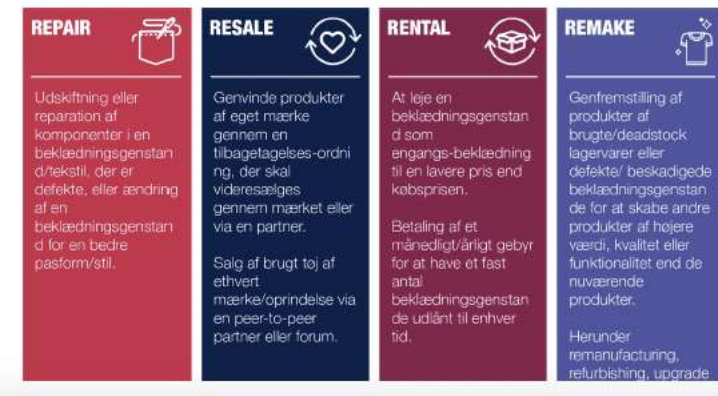 REPAIR
Udskiftning eller
reparation af
komponenter i en
beklædningsgenstan
d/tekstil, der er
defekte, eller ændring
af en
beklædningsgenstan
d for en bedre
pasform/stil.
RESALE
Genvinde produkter
af eget mærke
gennem en
tilbagetagelses-ordni
ng, der skal
videresælges
gennem mærket eller
via en partner.
Salg af brugt tøj af
ethvert
mærke/oprindelse via
en peer-to-peer
partner eller forum.
RENTAL
At leje en
beklædningsgenstan
d som
engangs-beklædning
til en lavere pris end
købsprisen.
Betaling af et
månedligt/årligt gebyr
for at have et fast
antal
beklædningsgenstan
de udlånt til enhver
tid.
REMAKE
Genfremstilling af
produkter af
brugte/deadstock
lagervarer eller
defekte/ beskadigede
beklædningsgenstan
de for at skabe andre
produkter af højere
værdi, kvalitet eller
funktionalitet end de
nuværende
produkter.
Herunder
remanufacturing,
refurbishing, upgrade